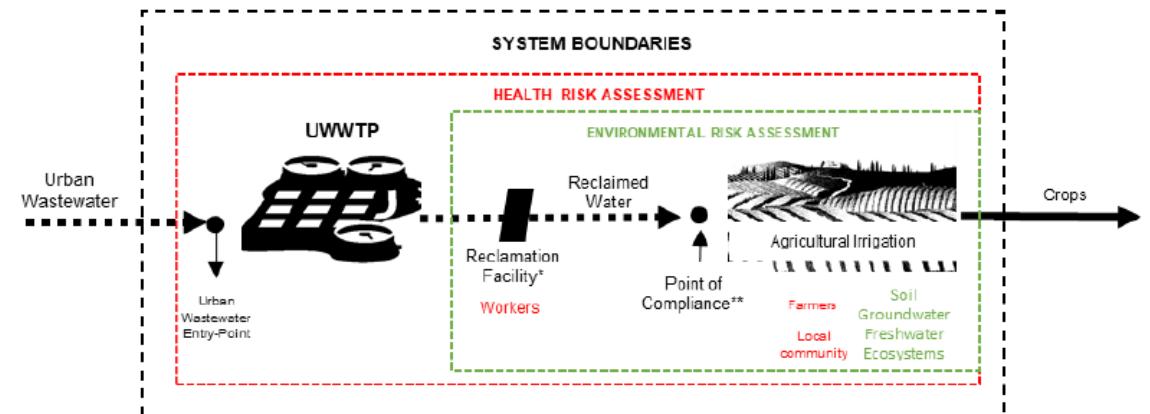 SYSTEM BOUNDARIES
HEALTH RISK ASSESSMENT
UWWTP
ENVIRONMENTAL RISK ASSESSMENT
Urban
Wastewater
Reclaimed
Water
Crops
Agricultural Irrigation
Reclamation
Facility*
Workers
Point of
Compliance**
Urban
Wastewater
Entry-Point
Farmers
Local
community
Soil
Groundwater
Freshwater
Ecosystems